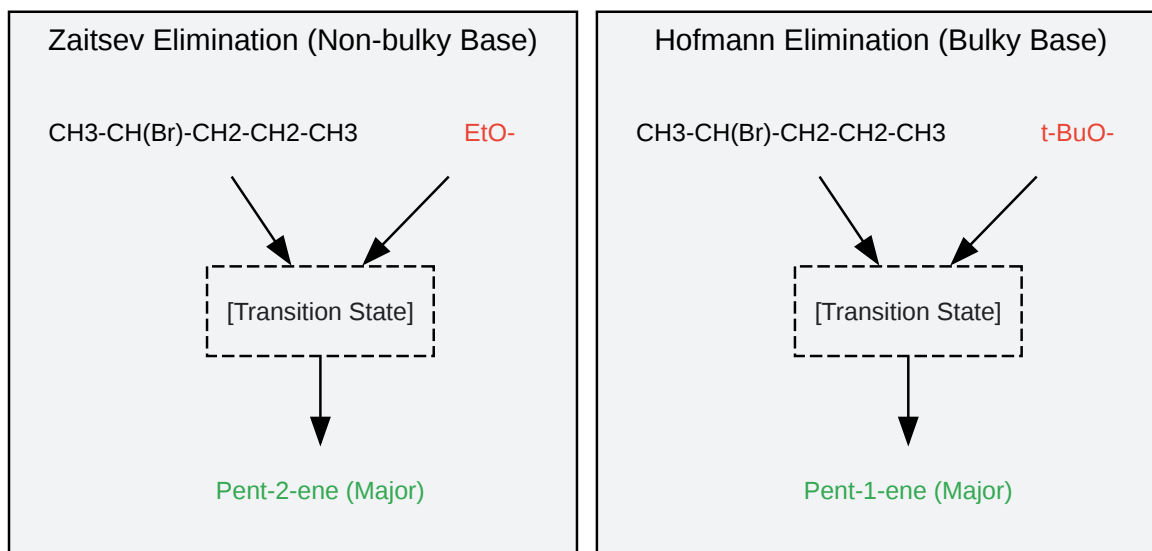 Zaitsev Elimination (Non-bulky Base)
CH3-CH(Br)-CH2-CH2-CH3 EtO-
[Transition State]
Pent-2-ene (Major)
Hofmann Elimination (Bulky Base)
CH3-CH(Br)-CH2-CH2-CH3 t-BuO-
[Transition State]
Pent-1-ene (Major)